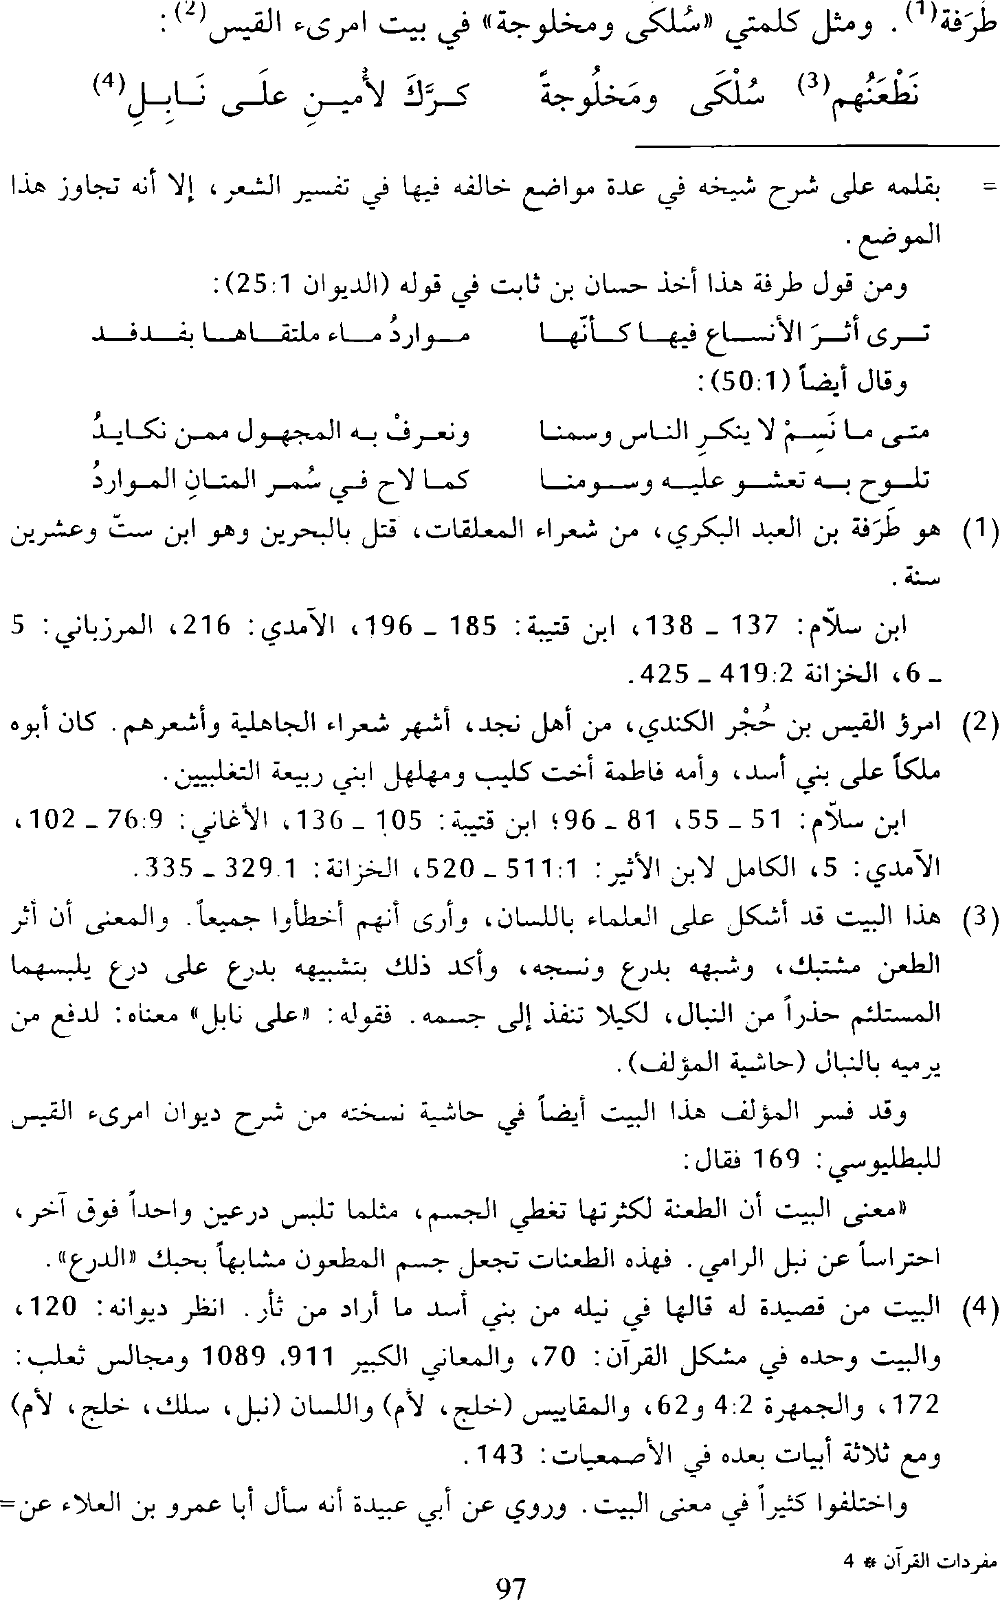 طَرَفة(1). ومثل كلمتي «سُلكى ومخلوجة» في بيت امرىء القيس(2):
نَطْعَنُهم(3) سُلْكَى ومَخلُوجةً كـرَّكَ لأُمينِ علَـى نَـابِـلِ(4)
= بقلمه على شرح شيخه في عدة مواضع خالفه فيها في تفسير الشعر، إلا أنه تجاوز هذا
الموضع.
ومن قول طرفة هذا أخذ حسان بن ثابت في قوله (الديوان 25:1):
تـرى أثـرَ الأنسـاع فيهـا كـأنّهـا مـواردُ مـاء ملتقـاهـا بفـدفـد
وقال أيضاً (50:1):
متـى مـا نَسِـمْ لا ينكـرِ النـاس وسمنـا ونعـرفْ بـه المجهـول ممـن نكـايـدُ
تلـوح بـه تعشـو عليـه وسـومنـا كمـا لاح فـي سُمـر المتـانِ المـواردُ
(1) هو طَرَفة بن العبد البكري، من شعراء المعلقات، قتل بالبحرين وهو ابن ستّ وعشرين
سنة.
ابن سلاّم: 137 ـ 138، ابن قتيبة: 185 ـ 196، الآمدي: 216، المرزباني: 5
ـ 6، الخزانة 419:2 ـ 425.
(2) امرؤ القيس بن حُجْر الكندي، من أهل نجد، أشهر شعراء الجاهلية وأشعرهم. كان أبوه
ملكاً على بني أسد، وأمه فاطمة أخت كليب ومهلهل ابني ربيعة التغلبيين.
ابن سلاّم: 51 ـ 55، 81 ـ 96؛ ابن قتيبة: 105 ـ 136، الأغاني: 76:9 ـ 102،
الآمدي: 5، الكامل لابن الأثير: 511:1 ـ 520، الخزانة: 329.1 ـ 335.
(3) هذا البيت قد أشكل على العلماء باللسان، وأرى أنهم أخطأوا جميعاً. والمعنى أن أثر
الطعن مشتبك، وشبهه بدرع ونسجه، وأكد ذلك بتشبيهه بدرع على درع يلبسهما
المستلئم حذراً من النبال، لكيلا تنفذ إلى جسمه. فقوله: «على نابل» معناه: لدفع من
يرميه بالنبال (حاشية المؤلف).
وقد فسر المؤلف هذا البيت أيضاً في حاشية نسخته من شرح ديوان امرىء القيس
للبطليوسي: 169 فقال:
«معنى البيت أن الطعنة لكثرتها تغطي الجسم، مثلما تلبس درعين واحداً فوق آخر،
احتراساً عن نبل الرامي. فهذه الطعنات تجعل جسم المطعون مشابهاً بحبك «الدرع».
(4) البيت من قصيدة له قالها في نيله من بني أسد ما أراد من ثأر. انظر ديوانه: 120،
والبيت وحده في مشكل القرآن: 70، والمعاني الكبير 911، 1089 ومجالس ثعلب:
172، والجمهرة 4:2 و62، والمقاييس (خلج، لأم) واللسان (نبل، سلك، خلج، لأم)
ومع ثلاثة أبيات بعده في الأصمعيات: 143.
واختلفوا كثيراً في معنى البيت. وروي عن أبي عبيدة أنه سأل أبا عمرو بن العلاء عن=
مفردات القرآن * 4
97